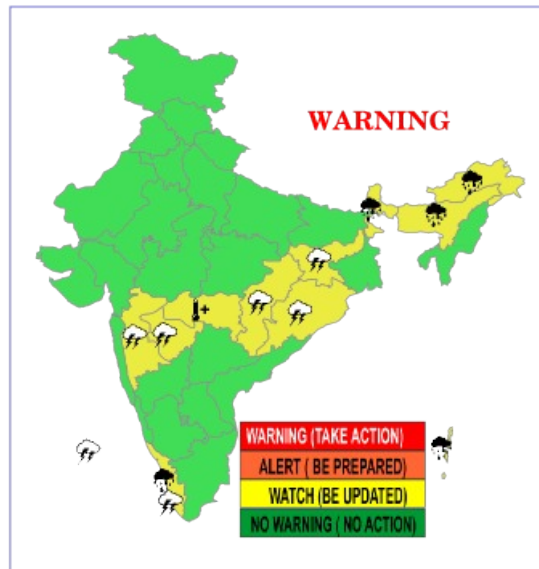 WARNING
+
WARNING (TAKE ACTION)
ALERT ( BE PREPARED)
WATCH (BE UPDATED)
NO WARNING ( NO ACTION)